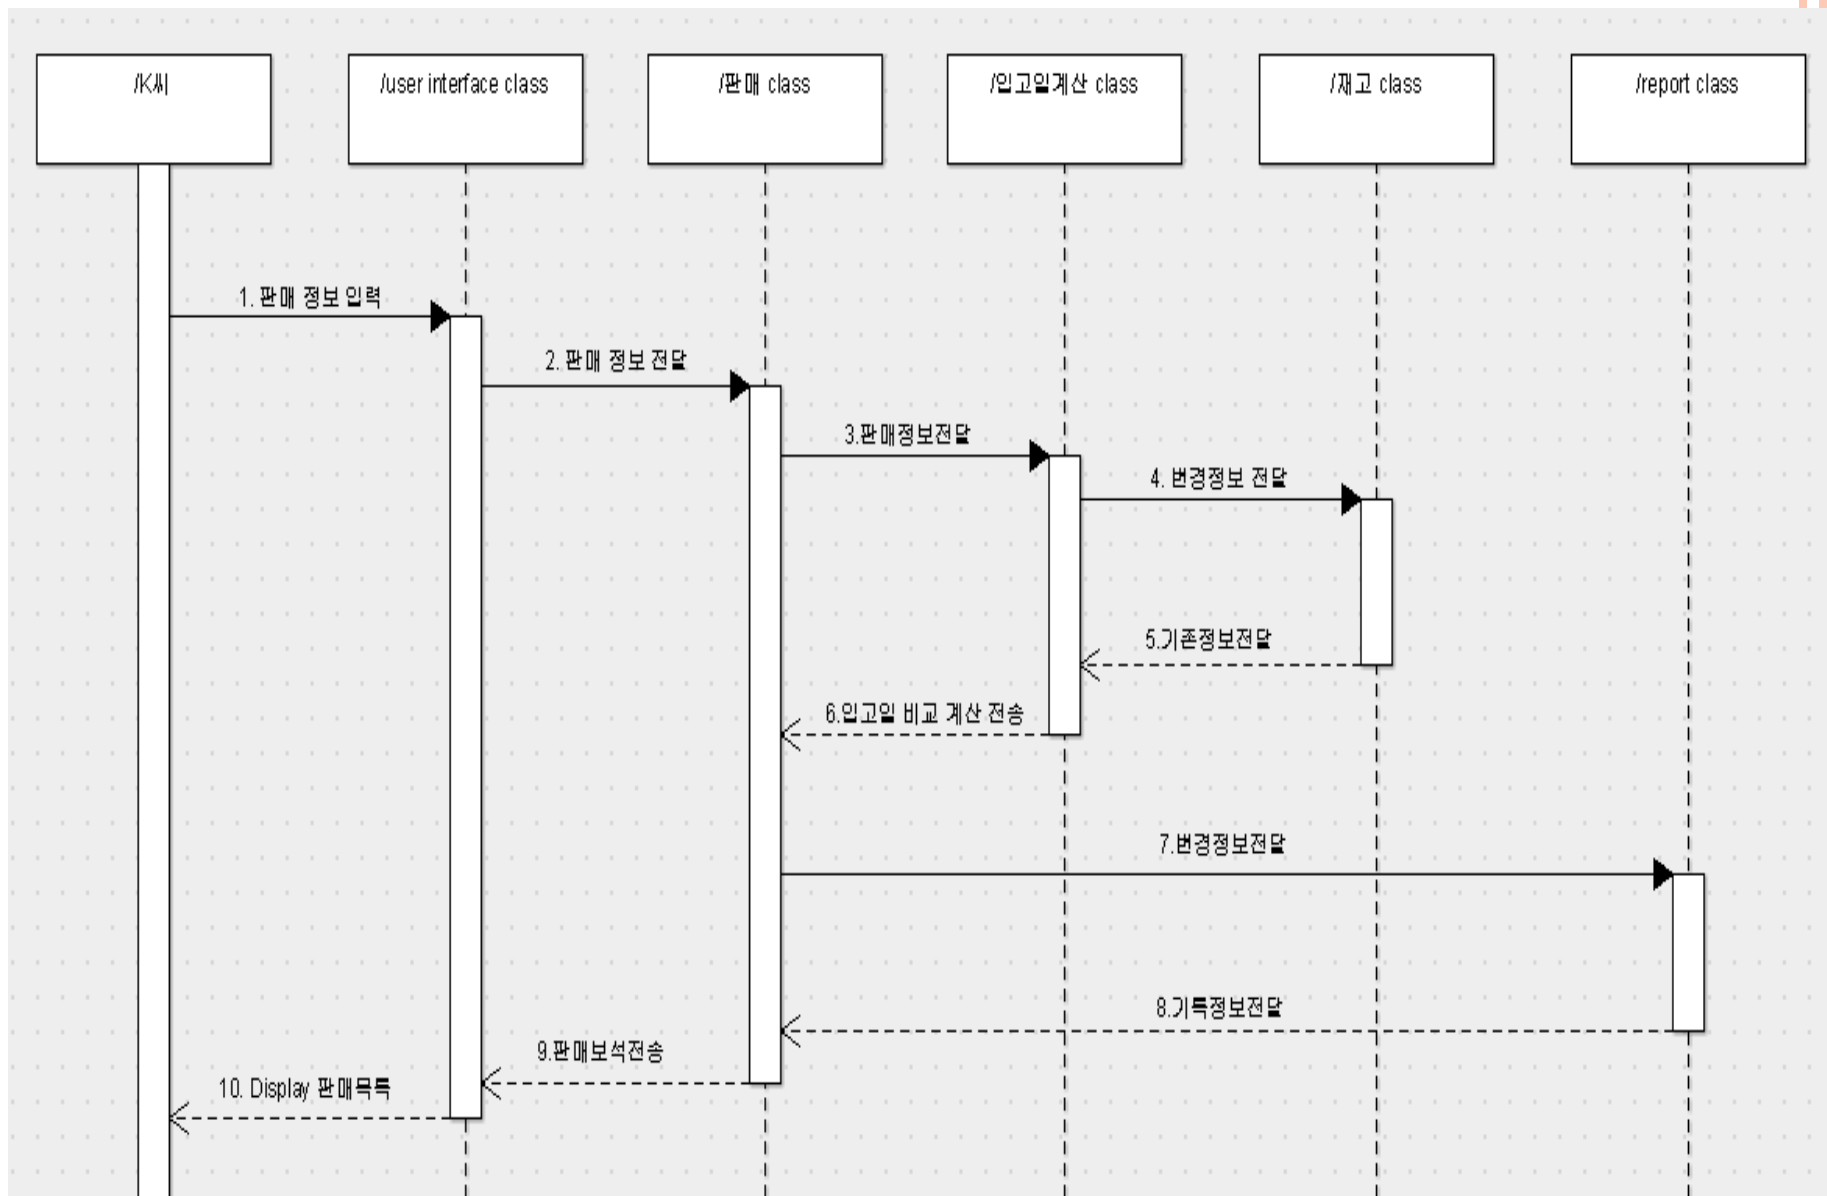 /K씨
/user interface class
/판매 class
/입고일계산 class
/재고 class
/report class
1. 판매 정보 입력
2. 판매 정보 전달
3.판매정보전달
4. 변경정보 전달
5.기존정보전달
6.입고일 비교 계산 전송
7.변경정보전달
8.기록정보전달
9.판매보석전송
10. Display 판매목록